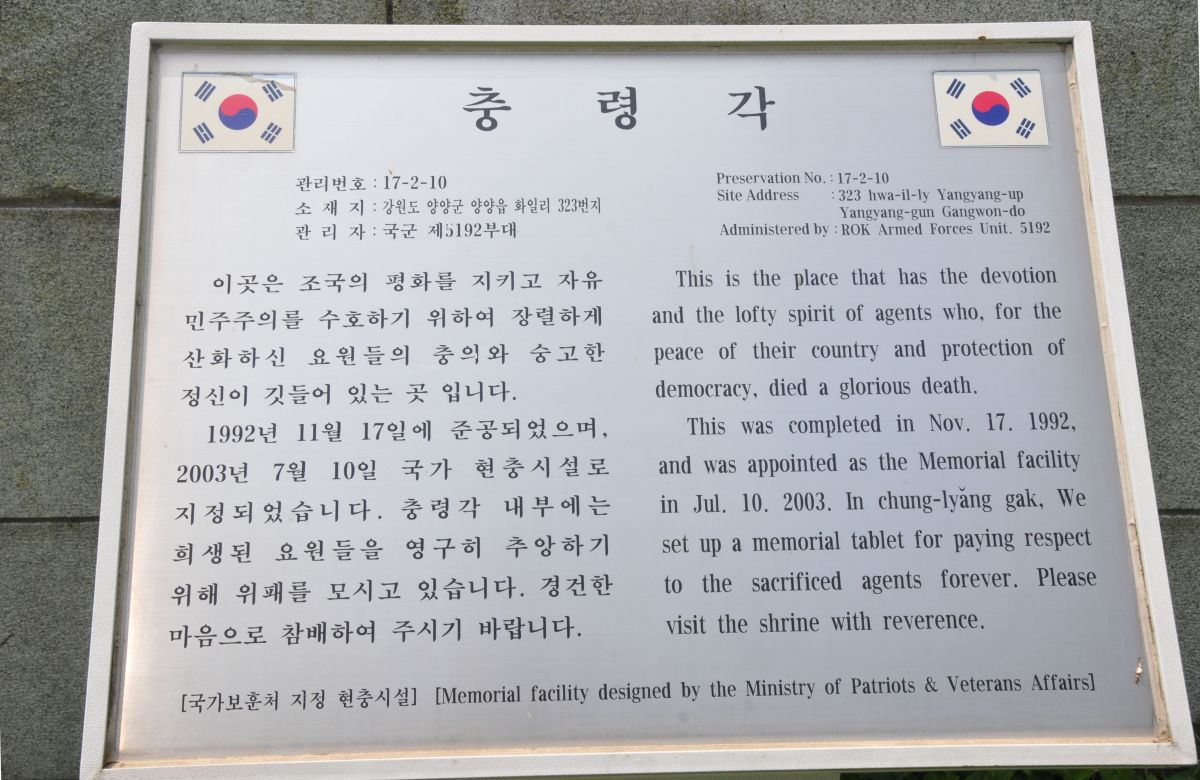 충 령 각
관리번호 : 17-2-10
소 재 지 : 강원도 양양군 양양읍 화일리 323번지
관 리 자 : 국군 제5192부대
이곳은 조국의 평화를 지키고 자유
민주주의를 수호하기 위하여 장렬하게
산화하신 요원들의 충의와 숭고한
정신이 깃들어 있는 곳 입니다.
1992년 11월 17일에 준공되었으며,
2003년 7월 10일 국가 현충시설로
지정되었습니다. 충령각 내부에는
희생된 요원들을 영구히 추앙하기
위해 위패를 모시고 있습니다. 경건한
마음으로 참배하여 주시기 바랍니다.
Preservation No. : 17-2-10
Site Address : 323 hwa-il-ly Yangyang-up
Yangyang-gun Gangwon-do
Administered by : ROK Armed Forces Unit. 5192
This is the place that has the devotion
and the lofty spirit of agents who, for the
peace of their country and protection of
democracy, died a glorious death.
This was completed in Nov. 17. 1992,
and was appointed as the Memorial facility
in Jul. 10. 2003. In chung-lyăng gak, We
set up a memorial tablet for paying respect
to the sacrificed agents forever. Please
visit the shrine with reverence.
[국가보훈처 지정 현충시설] [Memorial facility designed by the Ministry of Patriots & Veterans Affairs]